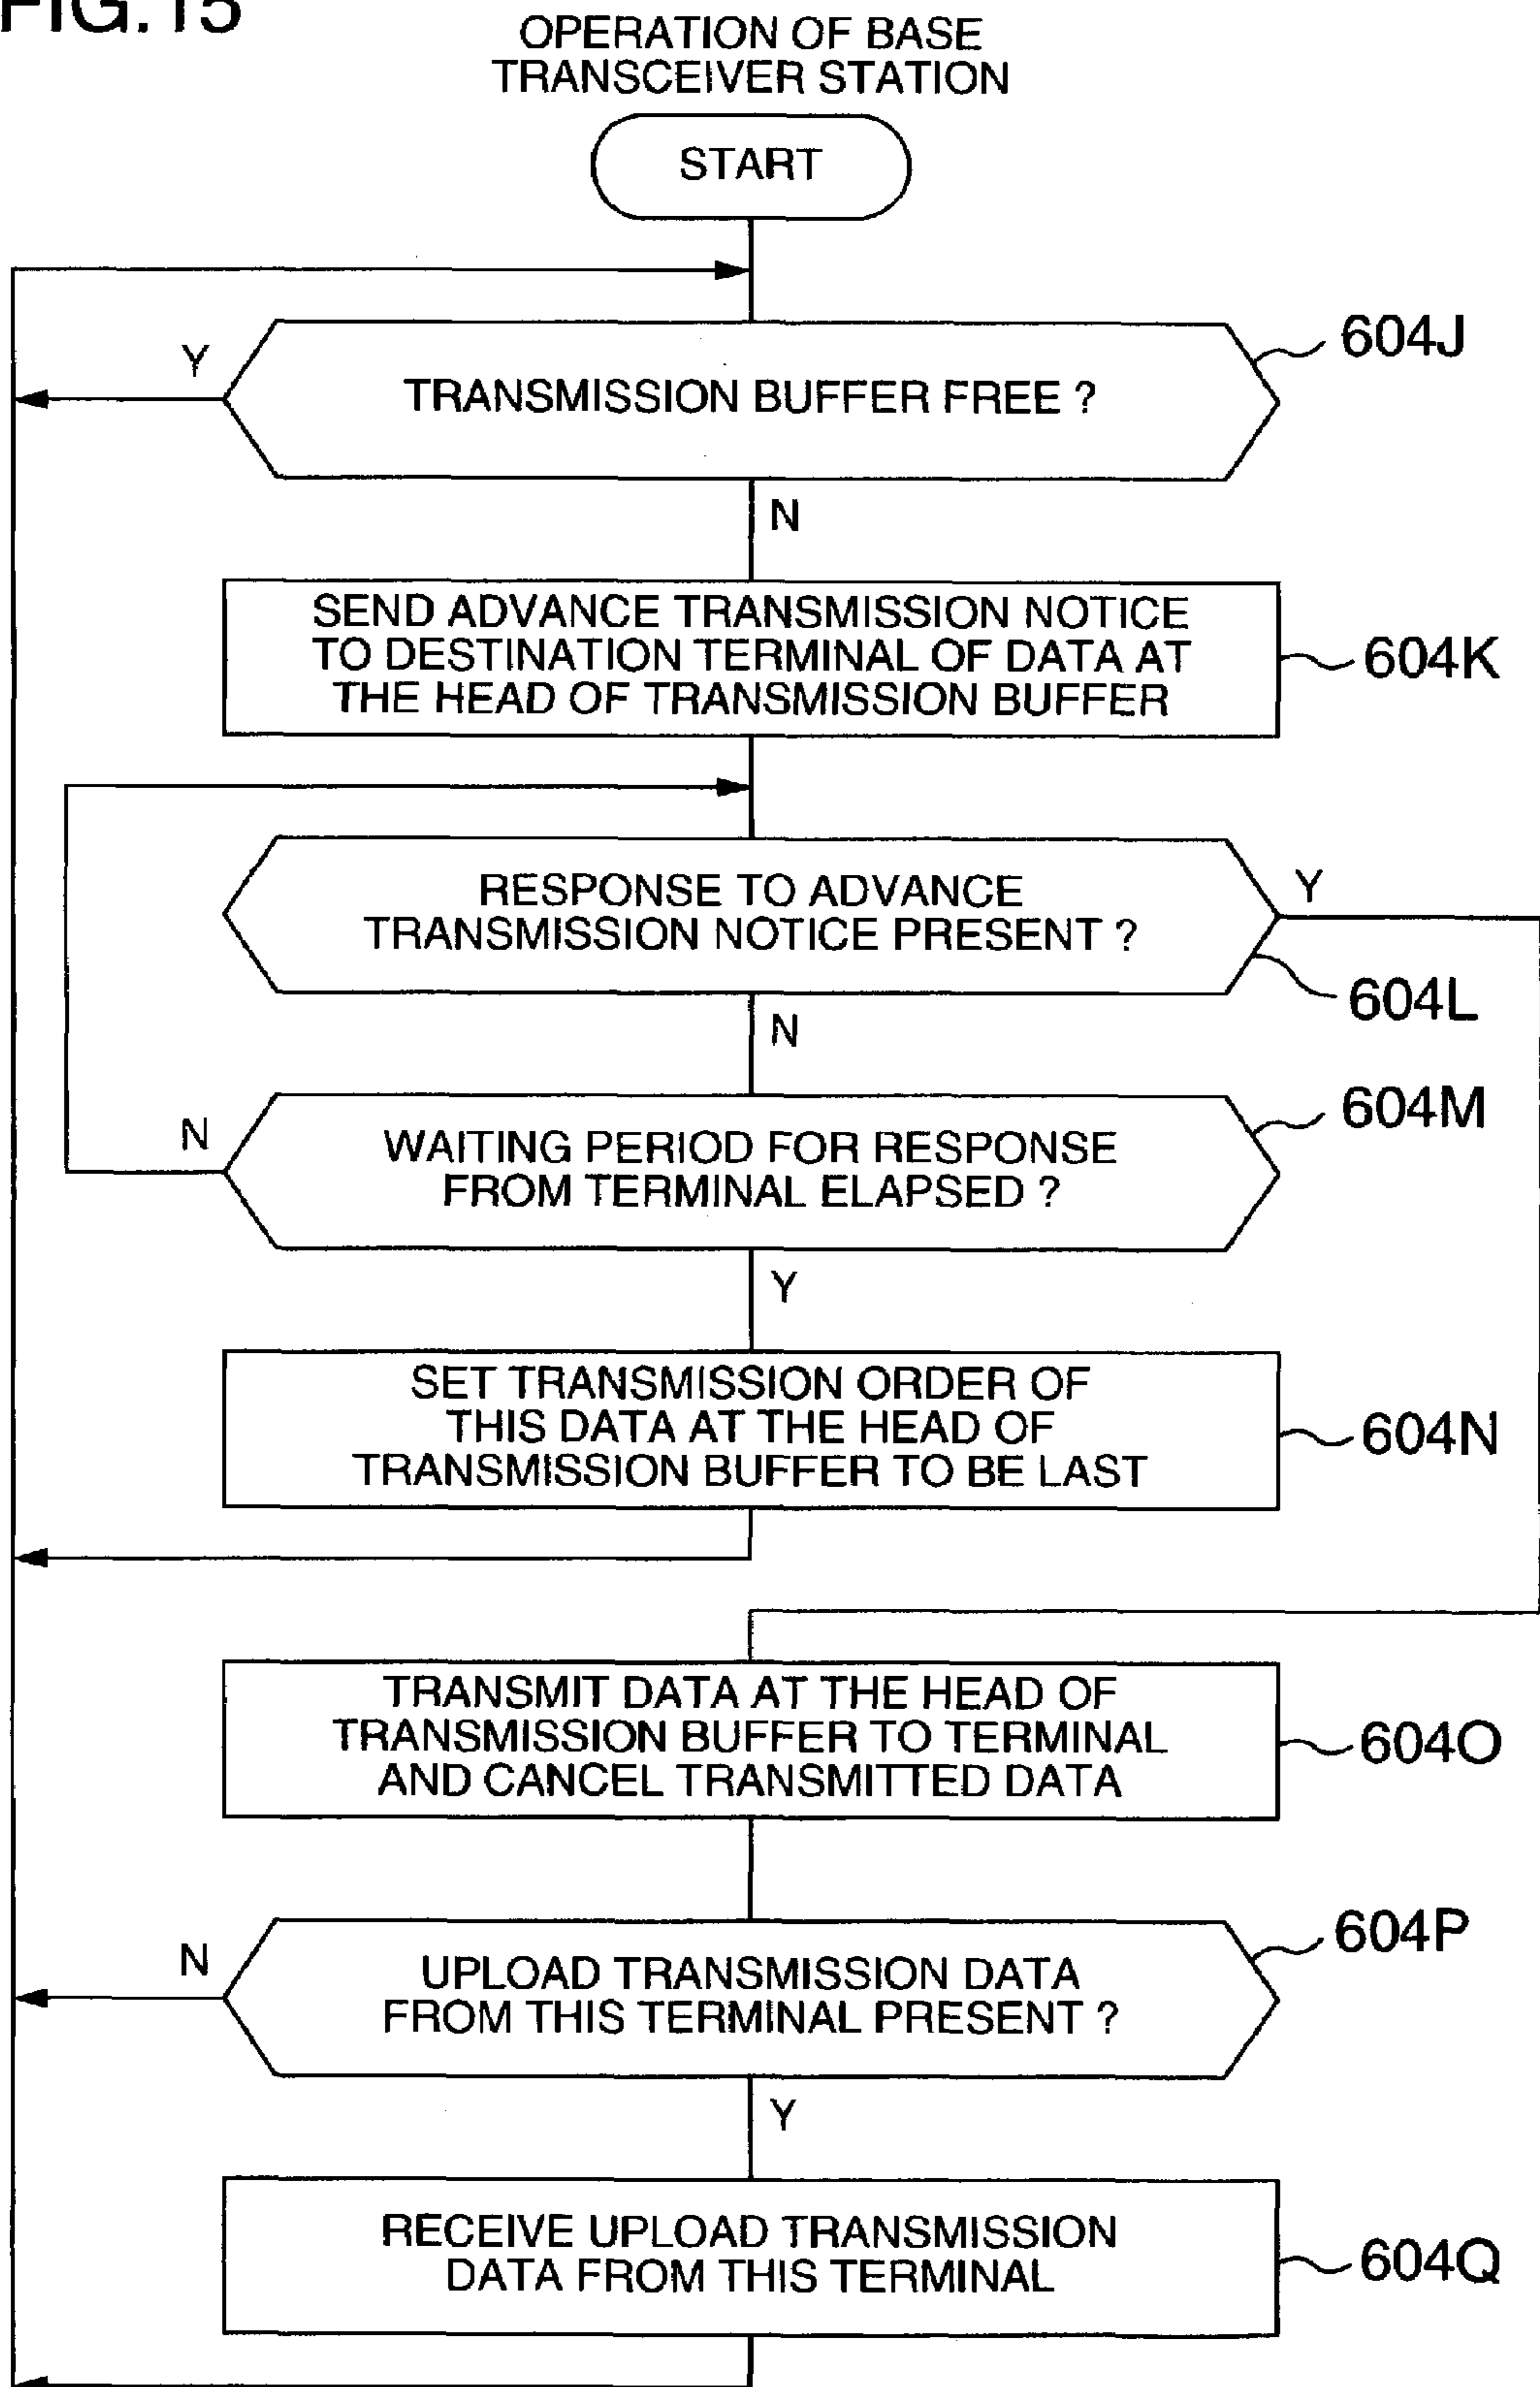 FIG.15
OPERATION OF BASE
TRANSCEIVER STATION
START
604J
Y
TRANSMISSION BUFFER FREE ?
N
SEND ADVANCE TRANSMISSION NOTICE
TO DESTINATION TERMINAL OF DATA AT
THE HEAD OF TRANSMISSION BUFFER
604K
RESPONSE TO ADVANCE
TRANSMISSION NOTICE PRESENT ?
Y
604L
N
604M
N
WAITING PERIOD FOR RESPONSE
FROM TERMINAL ELAPSED ?
Y
SET TRANSMISSION ORDER OF
THIS DATA AT THE HEAD OF
TRANSMISSION BUFFER TO BE LAST
604N
TRANSMIT DATA AT THE HEAD OF
TRANSMISSION BUFFER TO TERMINAL
AND CANCEL TRANSMITTED DATA
604O
604P
N
UPLOAD TRANSMISSION DATA
FROM THIS TERMINAL PRESENT ?
Y
RECEIVE UPLOAD TRANSMISSION
DATA FROM THIS TERMINAL
604Q